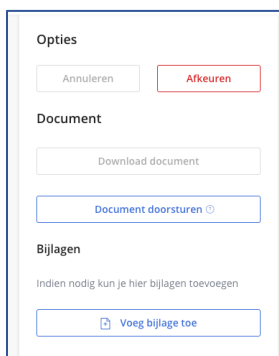 Opties
Annuleren Afkeuren
Document
Download document
Document doorsturen
Bijlagen
Indien nodig kun je hier bijlagen toevoegen
Voeg bijlage toe